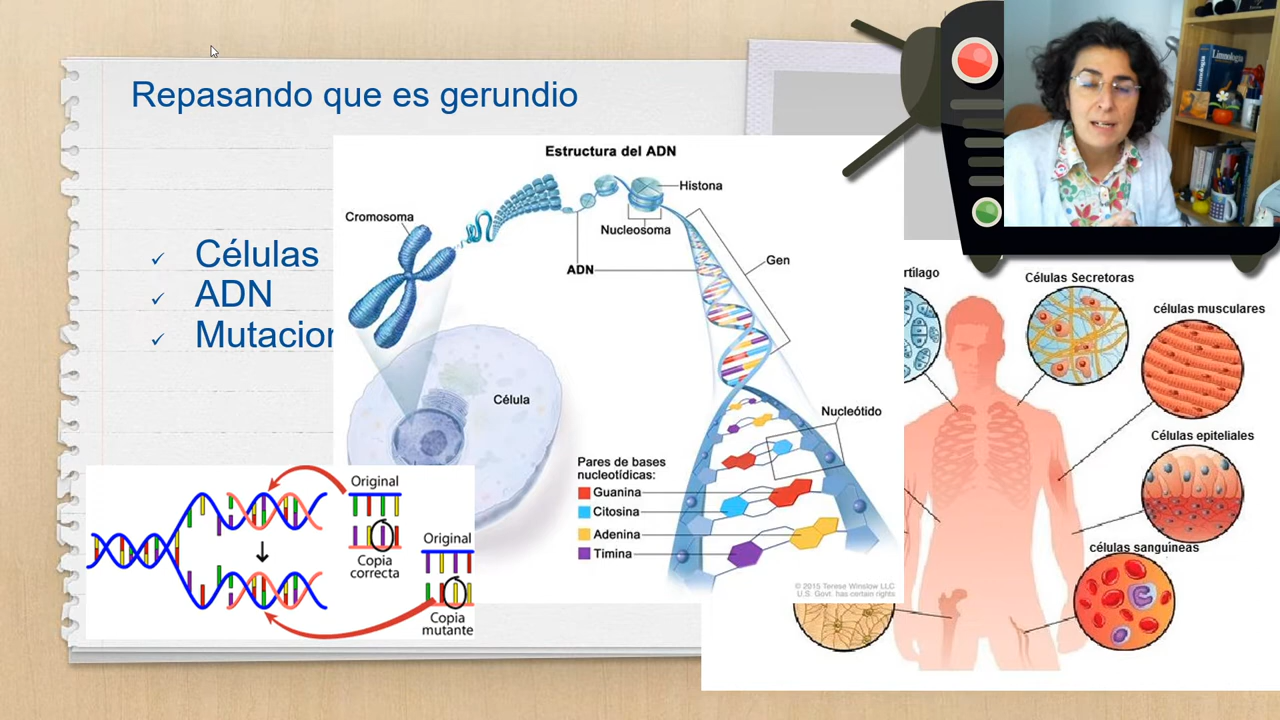 Repasando que es gerundio
Células
ADN
Mutacion
Estructura del ADN
Cromosoma
Histona
Nucleosoma
ADN
Gen
Célula
Nucleótido
Pares de bases
nucleotídicas:
Guanina
Citosina
Adenina
Timina
© 2015 Terese Winslow LLC
U.S. Govt. has certain rights
Original
Copia
correcta
Original
Copia
mutante
rtílago
Células Secretoras
células musculares
Células epiteliales
células sanguineas
Limnología